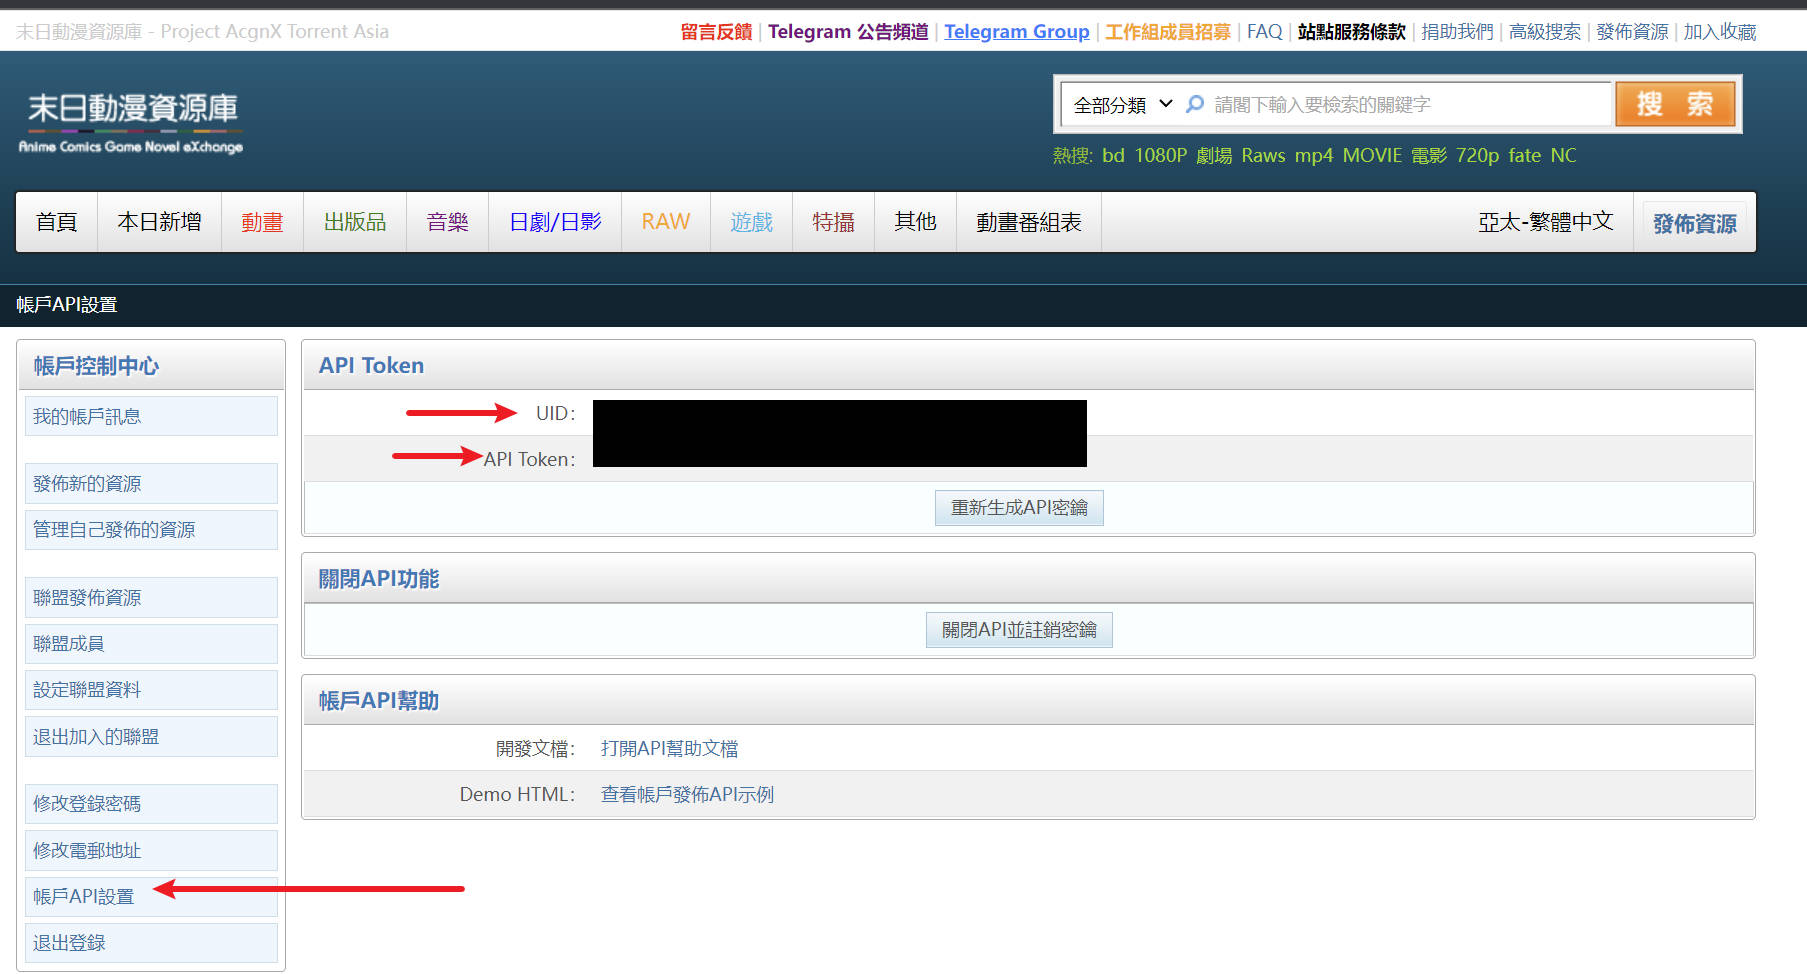 末日動漫資源庫 - Project AcgnX Torrent Asia
留言反饋 | Telegram 公告頻道 | Telegram Group | 工作組成員招募 | FAQ | 站點服務條款 | 捐助我們 | 高級搜索 | 發佈資源 | 加入收藏
末日動漫資源庫
Anime Comics Game Novel eXchange
全部分類 請閣下輸入要檢索的關鍵字 搜 索
熱搜: bd 1080P 劇場 Raws mp4 MOVIE 電影 720p fate NC
首頁 本日新增 動畫 出版品 音樂 日劇/日影 RAW 遊戲 特攝 其他 動畫番組表 亞太-繁體中文 發佈資源
帳戶API設置
帳戶控制中心
我的帳戶訊息
發佈新的資源
管理自己發佈的資源
聯盟發佈資源
聯盟成員
設定聯盟資料
退出加入的聯盟
修改登錄密碼
修改電郵地址
帳戶API設置
退出登錄
API Token
UID:
API Token:
重新生成API密鑰
關閉API功能
關閉API並註銷密鑰
帳戶API幫助
開發文檔: 打開API幫助文檔
Demo HTML: 查看帳戶發佈API示例